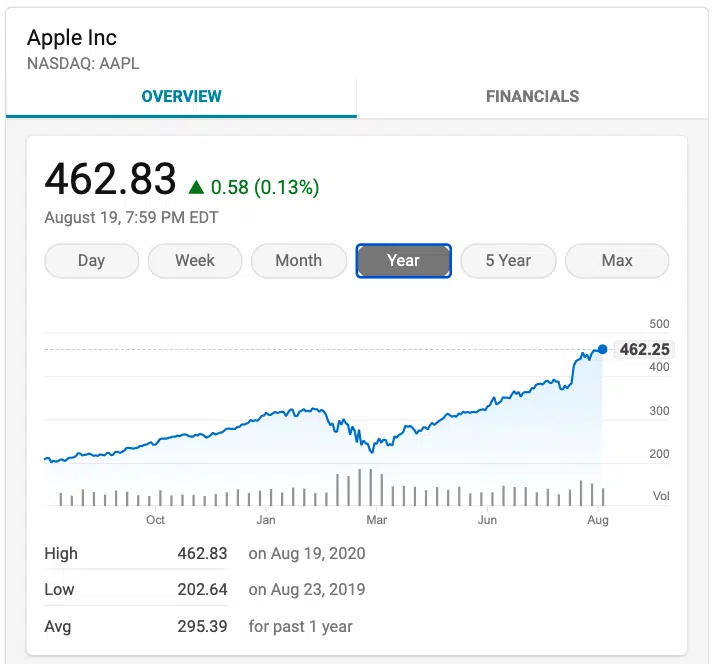 Apple Inc
NASDAQ: AAPL
OVERVIEW FINANCIALS
462.83 ▲ 0.58 (0.13%)
August 19, 7:59 PM EDT
Day Week Month Year 5 Year Max
500
462.25
400
300
200
Vol
Oct Jan Mar Jun Aug
High 462.83 on Aug 19, 2020
Low 202.64 on Aug 23, 2019
Avg 295.39 for past 1 year